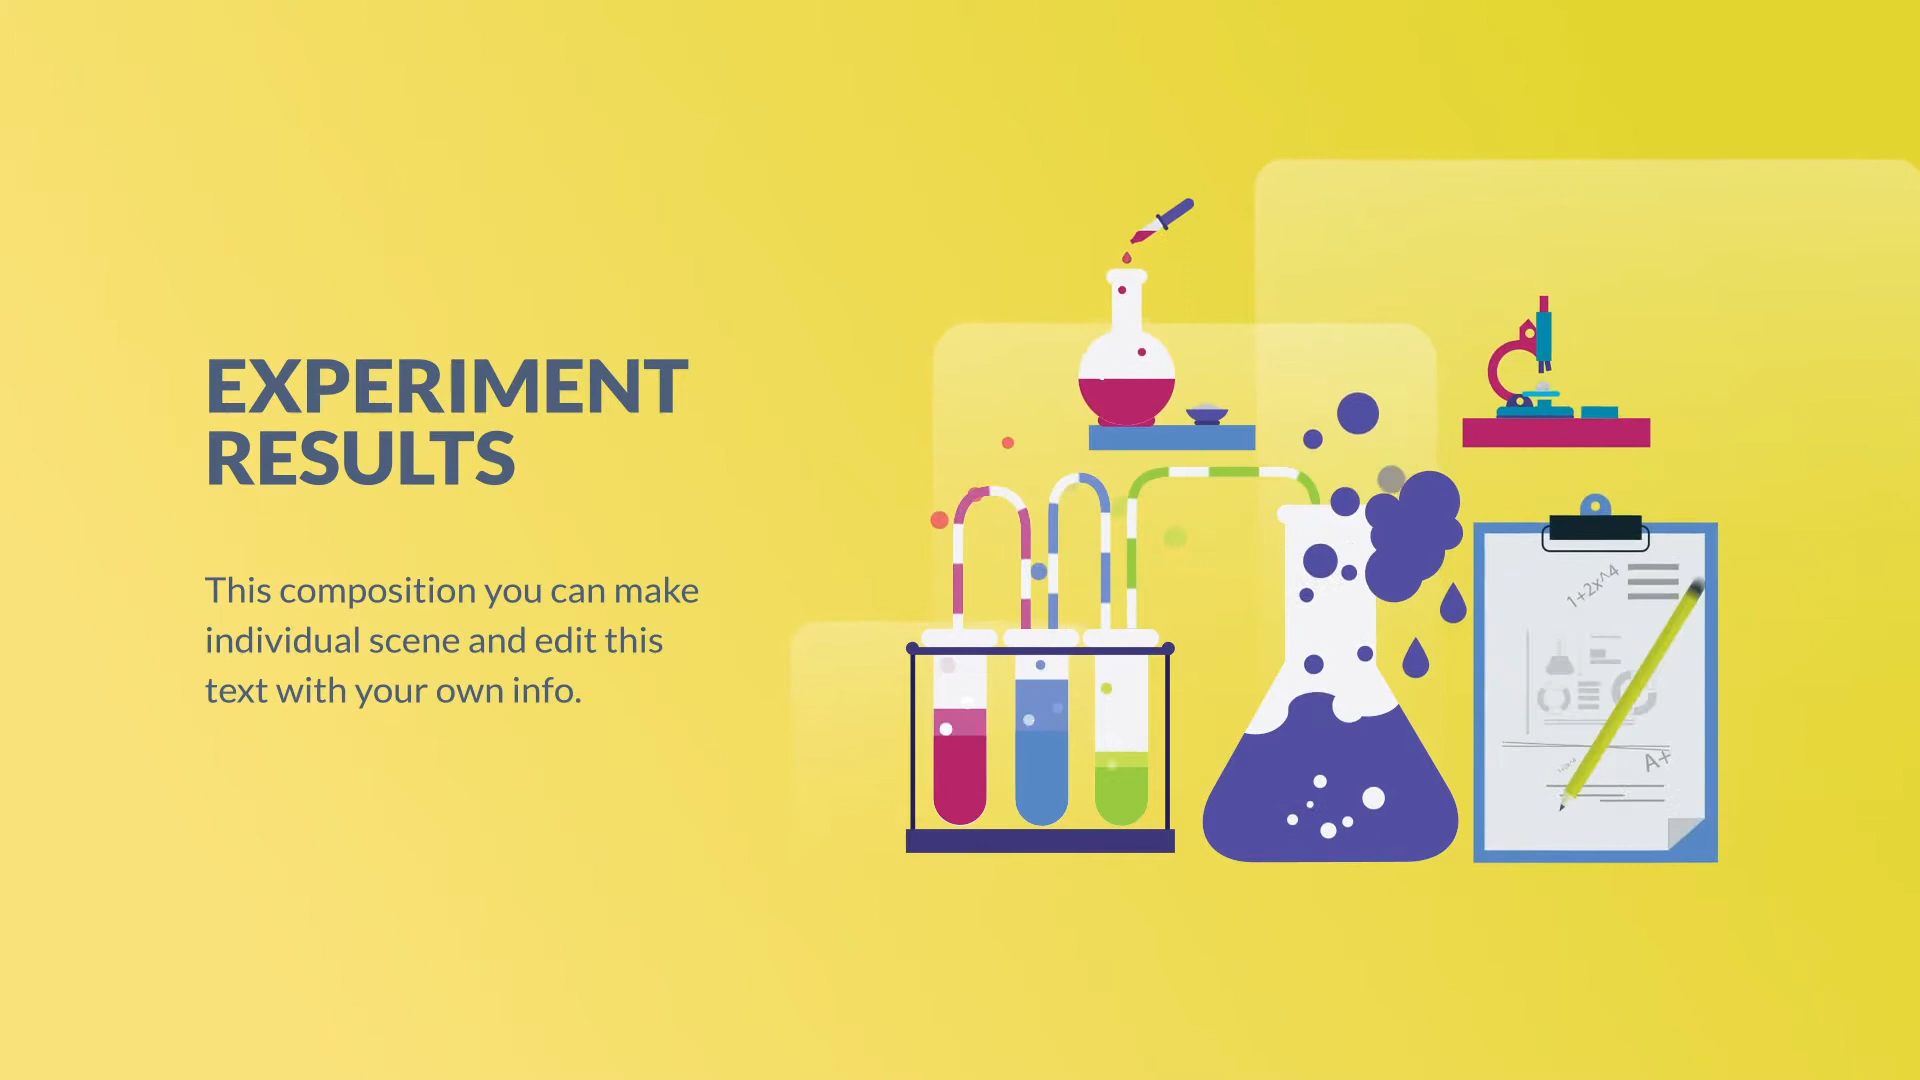 EXPERIMENT
RESULTS
This composition you can make
individual scene and edit this
text with your own info.
1+2x^4
A+